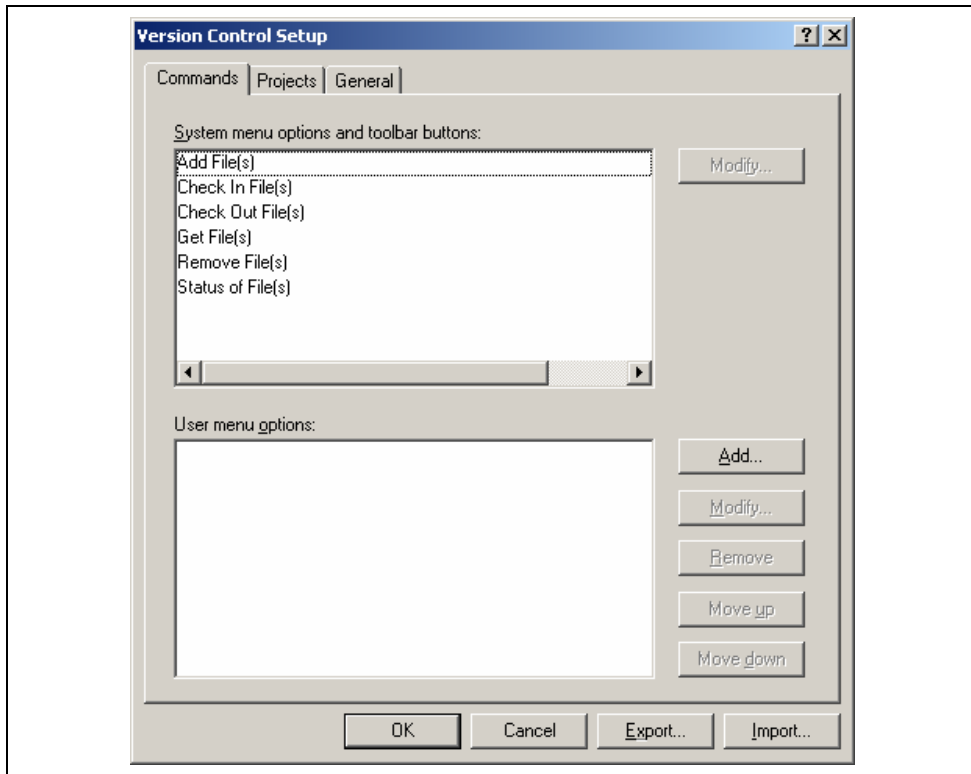 Version Control Setup
Commands Projects General
System menu options and toolbar buttons:
Add File(s)
Modify...
Check In File(s)
Check Out File(s)
Get File(s)
Remove File(s)
Status of File(s)
User menu options:
Add...
Modify...
Remove
Move up
Move down
OK Cancel Export... Import...